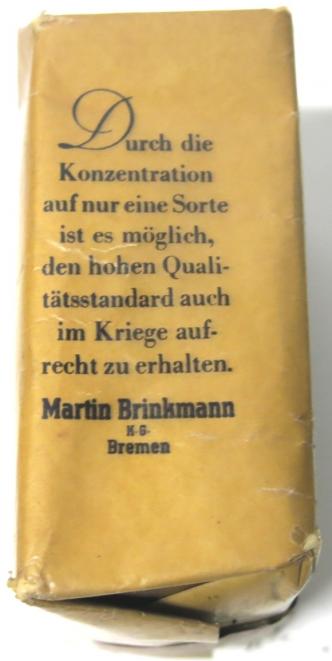 Durch die
Konzentration
auf nur eine Sorte
ist es möglich,
den hohen Quali-
tätsstandard auch
im Kriege auf-
recht zu erhalten.
Martin Brinkmann
K.G.
Bremen